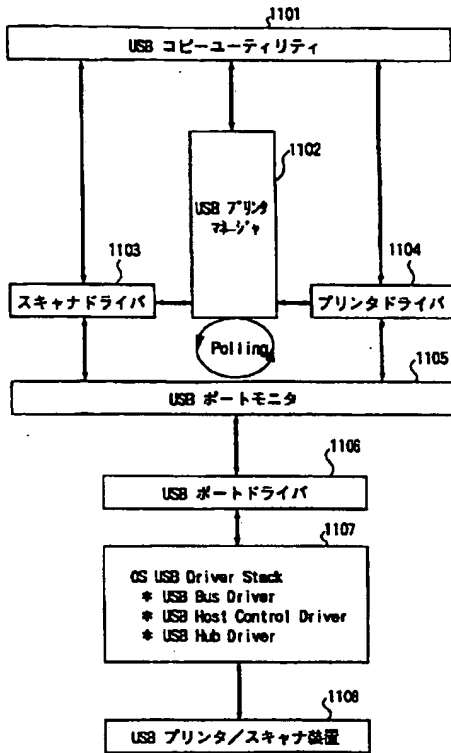 1101
USB コピーユーティリティ
1102
USB プリンタ
マネージャ
1103
スキャナドライバ
1104
プリンタドライバ
Polling
1105
USB ポートモニタ
1106
USB ポートドライバ
1107
OS USB Driver Stack
* USB Bus Driver
* USB Host Control Driver
* USB Hub Driver
1108
USB プリンタ/スキャナ装置